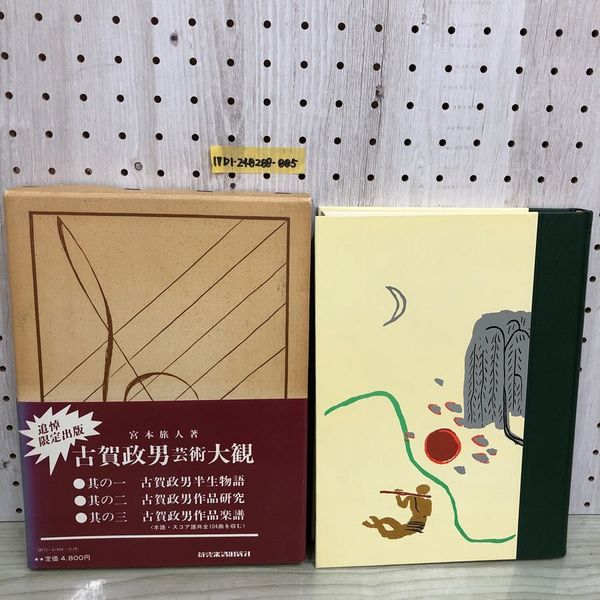 1VD1-240208-005
追悼
限定出版
宮本旅人著
古賀政男芸術大観
●其の一 古賀政男半生物語
●其の二 古賀政男作品研究
●其の三 古賀政男作品楽譜
(本譜・スコア譜共全104曲を収む)
★★定価 4,800円